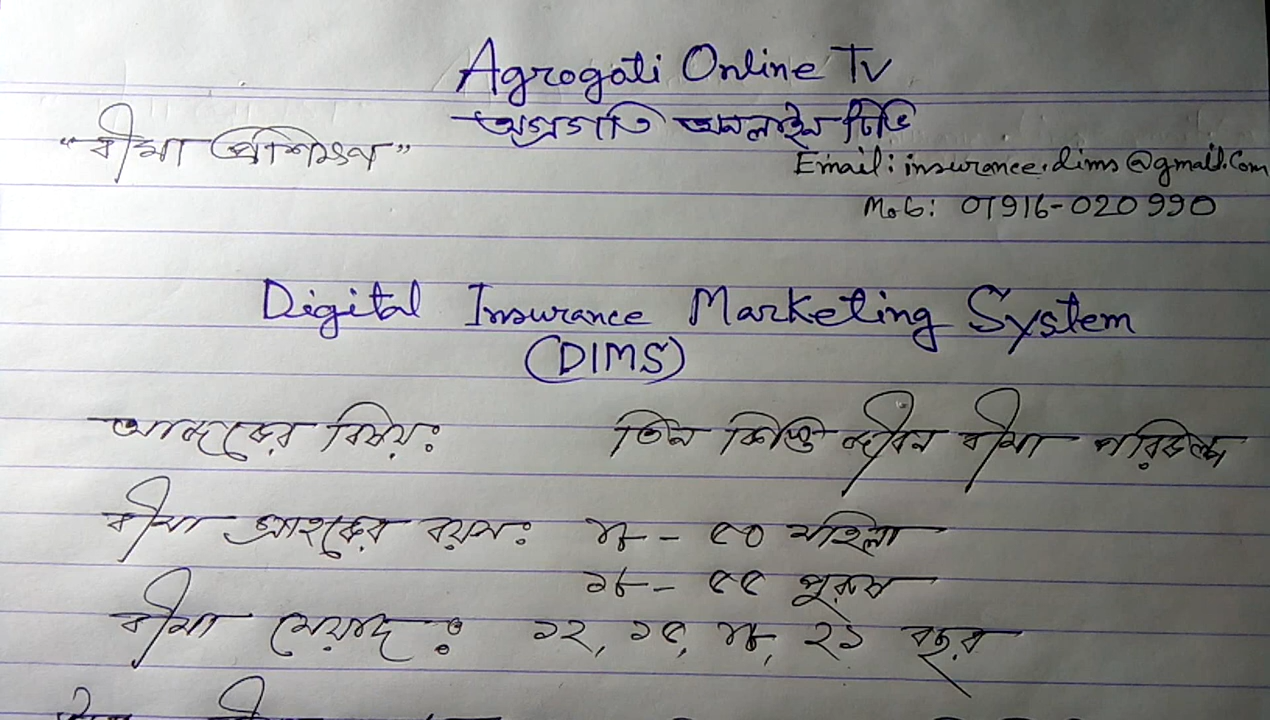 Agrogati Online Tv
অগ্রগতি অনলাইন টিভি
"বীমা প্রশিক্ষণ"
Email: insurance.dims@gmail.com
Mob: 01916-020990
Digital Insurance Marketing System
(DIMS)
আজকের বিষয়: তিন কিস্তি জীবন বীমা পরিকল্প
বীমা গ্রাহকের বয়স: ১৮ - ৫০ মহিলা
১৮ - ৫৫ পুরুষ
বীমা মেয়াদ: ১২, ১৫, ১৮, ২১ বছর